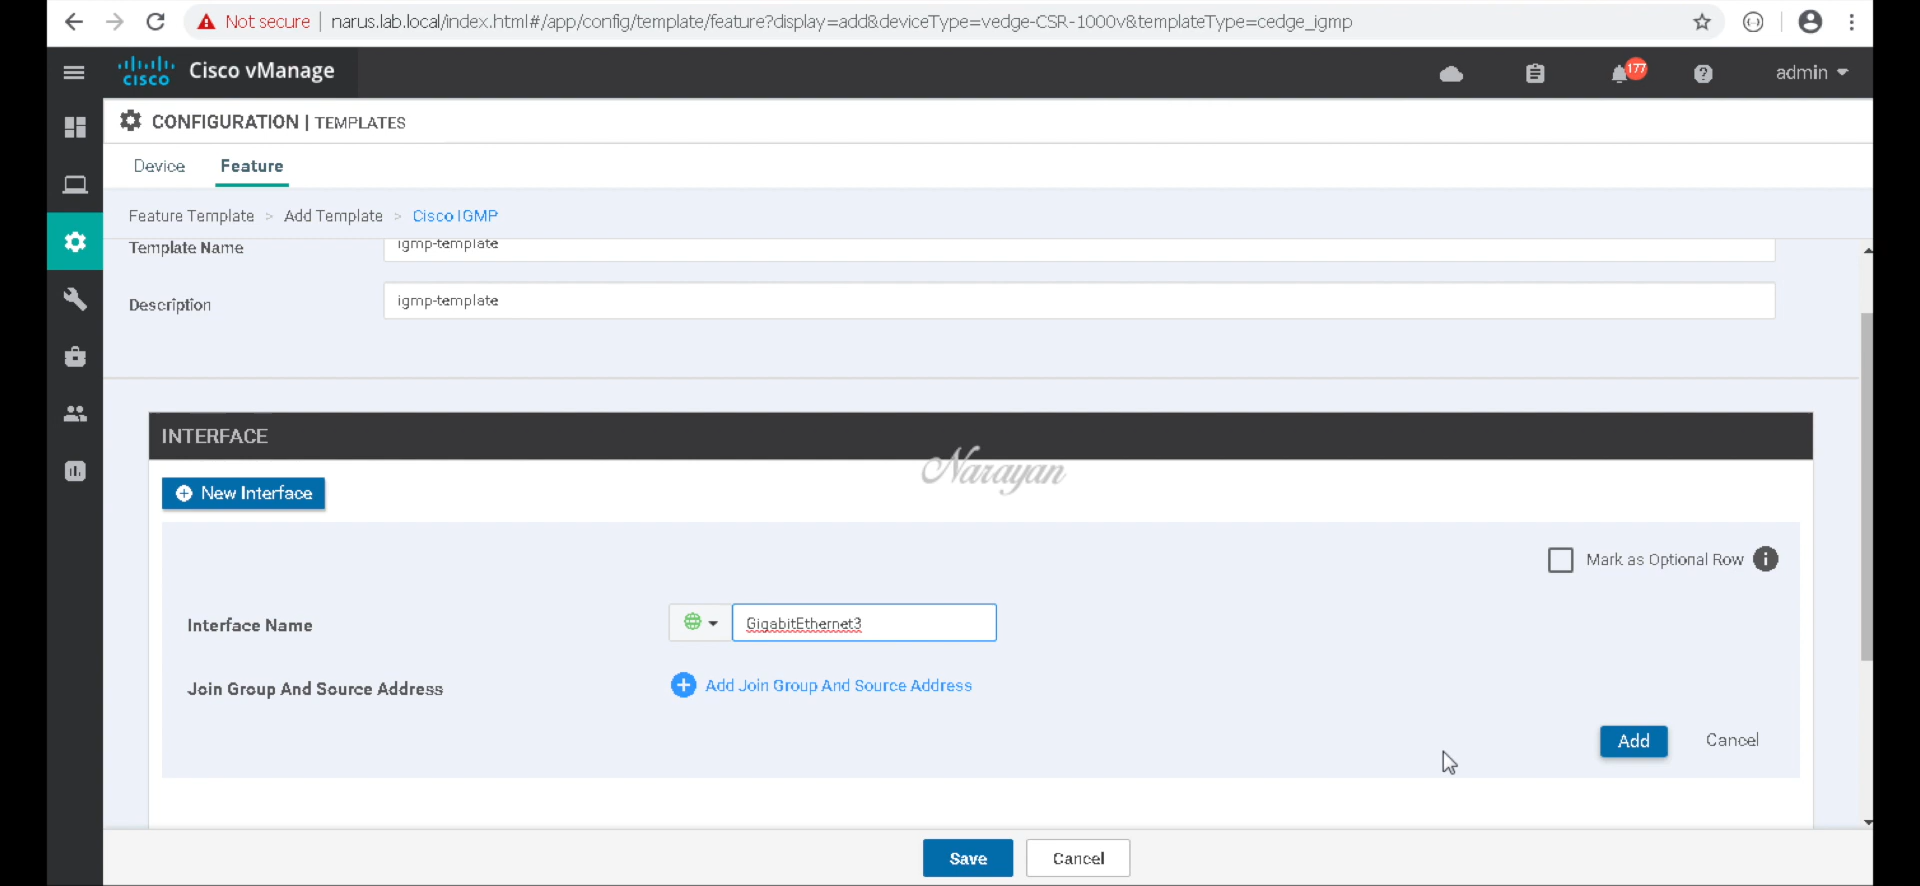 Not secure | narus.lab.local/index.html#/app/config/template/feature?display=add&deviceType=vedge-CSR-1000v&templateType=cedge_igmp
cisco Cisco vManage
177
admin
CONFIGURATION | TEMPLATES
Device Feature
Feature Template > Add Template > Cisco IGMP
Template Name igmp-template
Description igmp-template
INTERFACE
Narayan
New Interface
Mark as Optional Row
Interface Name GigabitEthernet3
Join Group And Source Address Add Join Group And Source Address
Add Cancel
Save Cancel